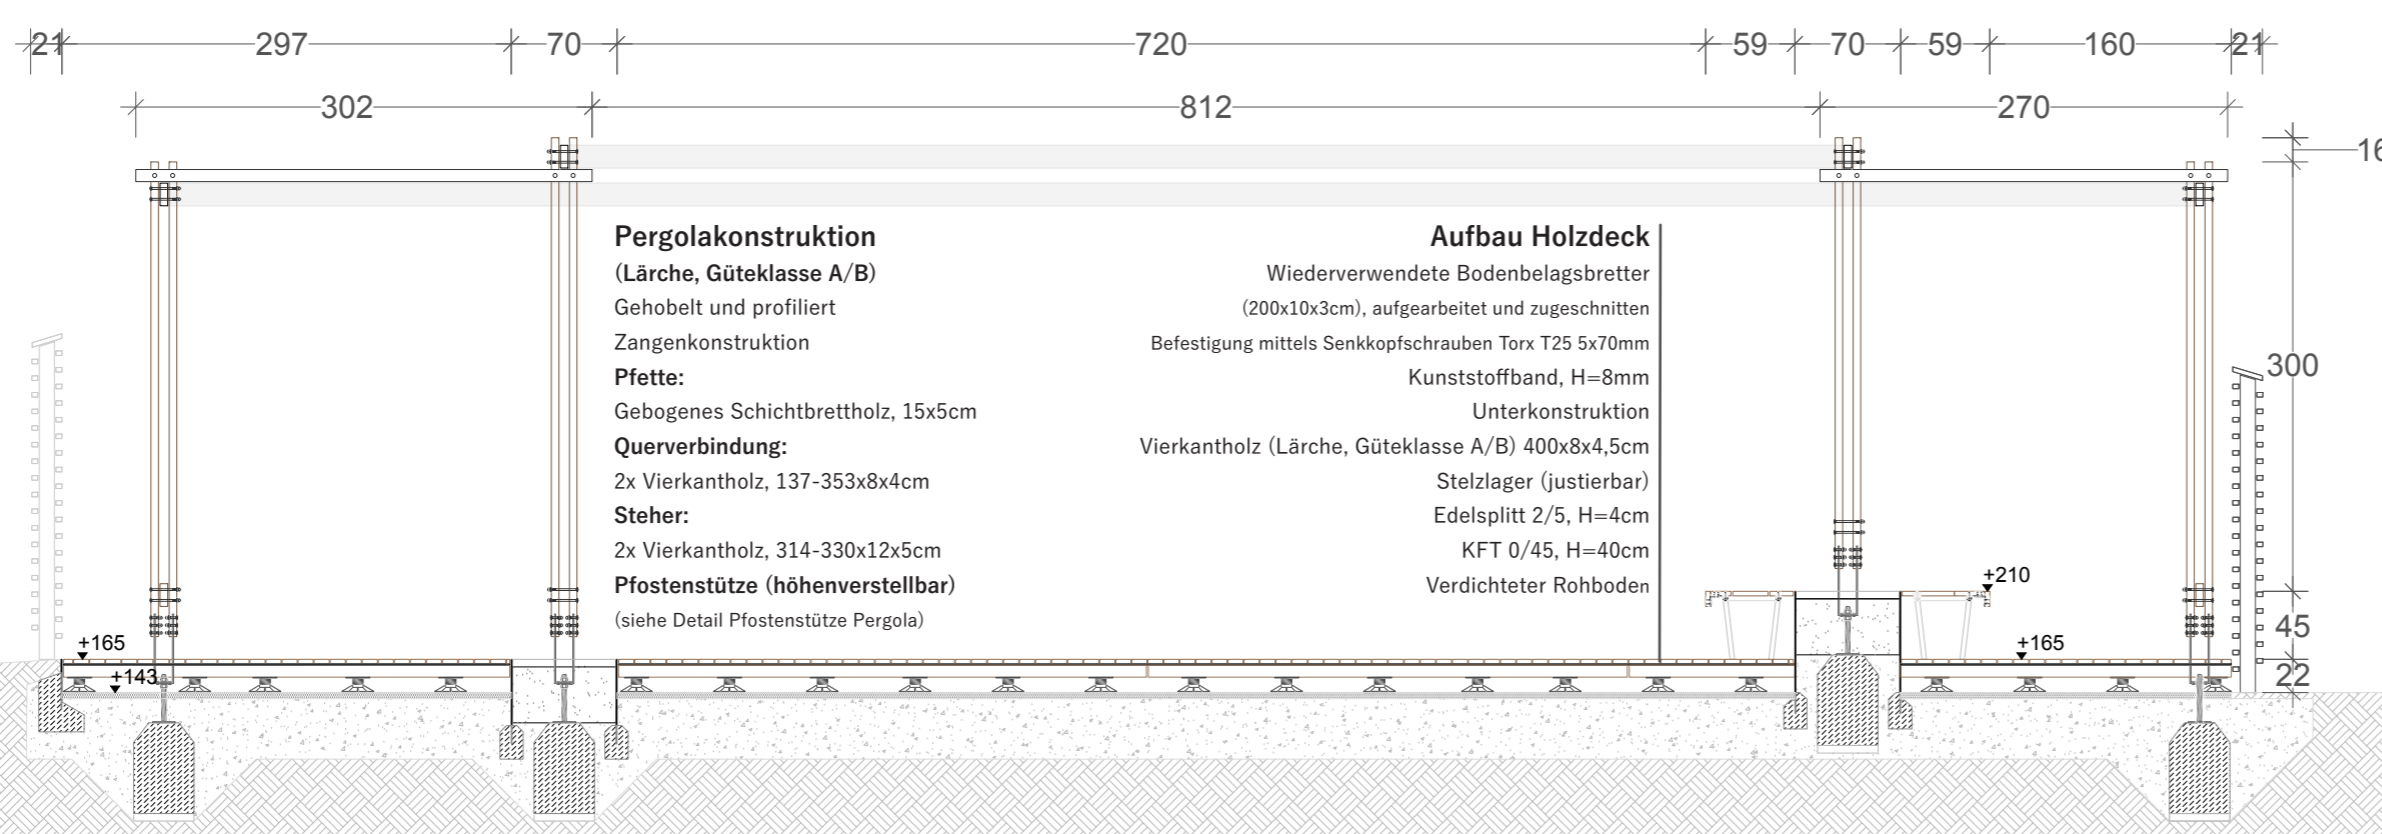 21 297 70 720 59 70 59 160 21
302 812 270
16
Pergolakonstruktion
(Lärche, Güteklasse A/B)
Gehobelt und profiliert
Zangenkonstruktion
Pfette:
Gebogenes Schichtbrettholz, 15x5cm
Querverbindung:
2x Vierkantholz, 137-353x8x4cm
Steher:
2x Vierkantholz, 314-330x12x5cm
Pfostenstütze (höhenverstellbar)
(siehe Detail Pfostenstütze Pergola)
Aufbau Holzdeck
Wiederverwendete Bodenbelagsbretter
(200x10x3cm), aufgearbeitet und zugeschnitten
Befestigung mittels Senkkopfschrauben Torx T25 5x70mm
Kunststoffband, H=8mm
Unterkonstruktion
Vierkantholz (Lärche, Güteklasse A/B) 400x8x4,5cm
Stelzlager (justierbar)
Edelsplitt 2/5, H=4cm
KFT 0/45, H=40cm
Verdichteter Rohboden
300
+210
45
+165
+165
+143
22